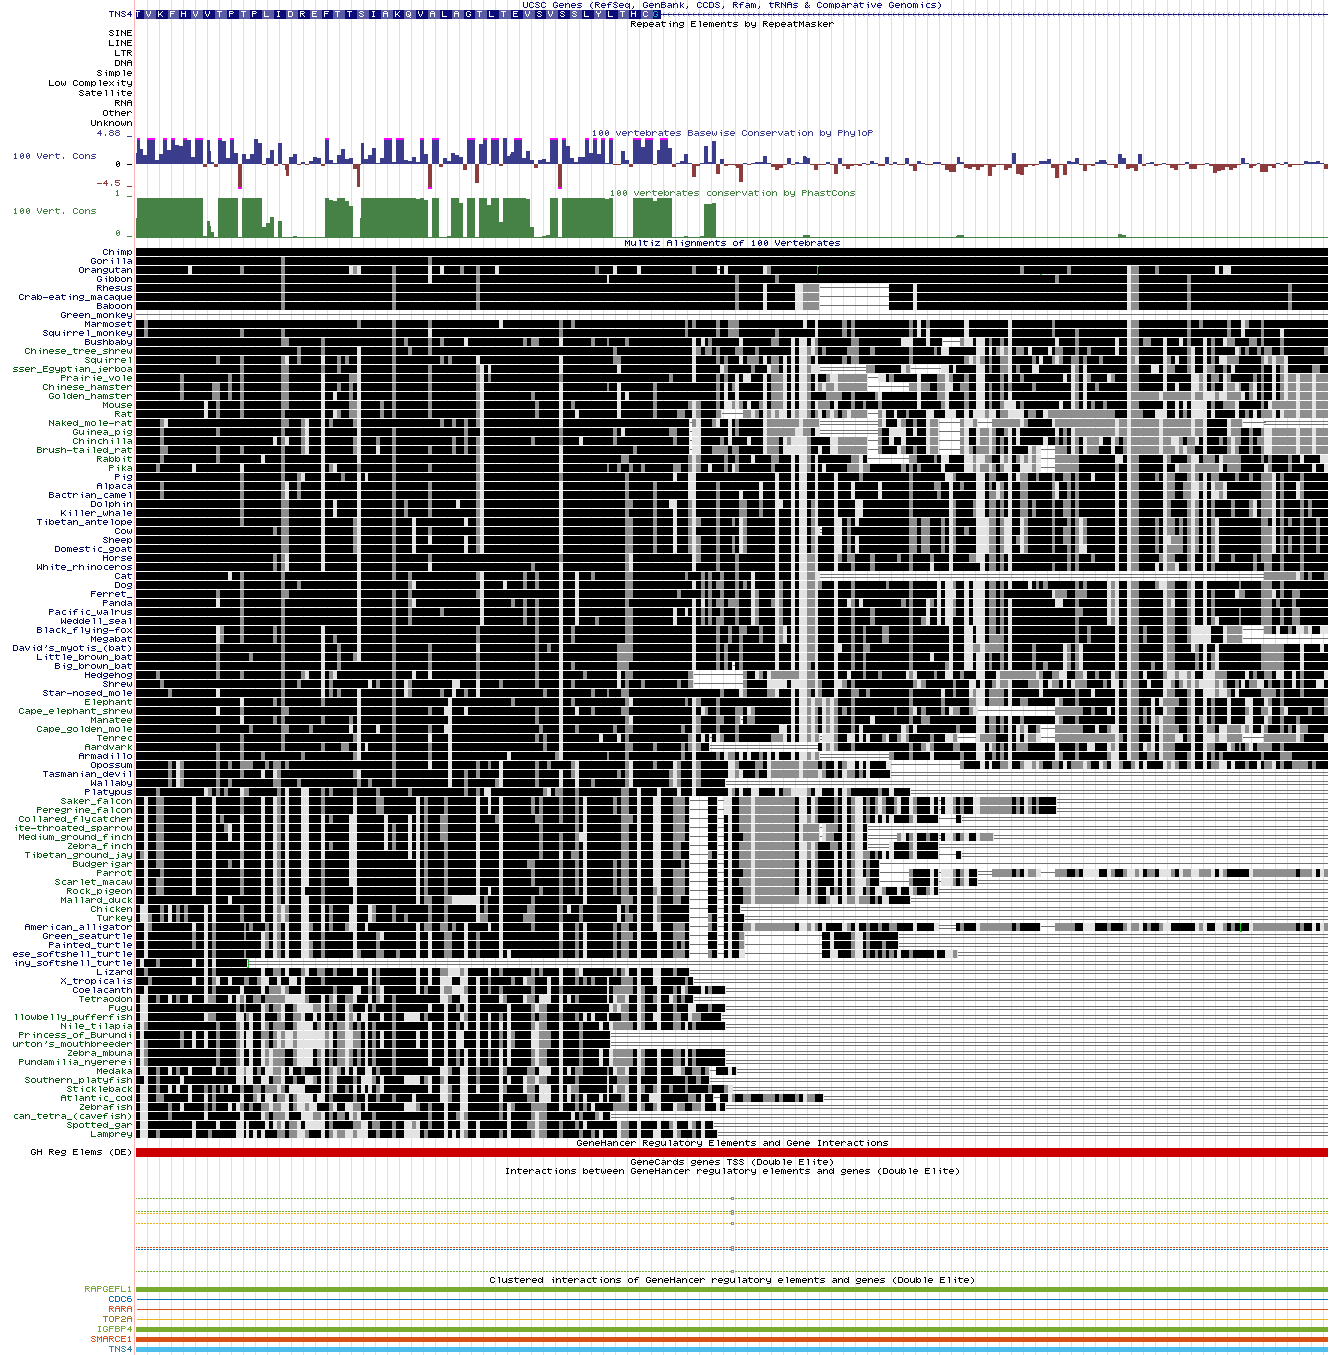 UCSC Genes (RefSeq, GenBank, CCDS, Rfam, tRNAs & Comparative Genomics)
TNS4 T V K F H V V T P T P L I D R E F T T S I A K Q V A L A G T L T E V S V S S L Y L T H C G
Repeating Elements by RepeatMasker
SINE
LINE
LTR
DNA
Simple
Low Complexity
Satellite
RNA
Other
Unknown
4.88 _
100 vertebrates Basewise Conservation by PhyloP
100 Vert. Cons
0 -
-4.5 _
1 _
100 vertebrates conservation by PhastCons
100 Vert. Cons
0 _
Multiz Alignments of 100 Vertebrates
Chimp
Gorilla
Orangutan
Gibbon
Rhesus
Crab-eating_macaque
Baboon
Green_monkey
Marmoset
Squirrel_monkey
Bushbaby
Chinese_tree_shrew
Squirrel
sser_Egyptian_jerboa
Prairie_vole
Chinese_hamster
Golden_hamster
Mouse
Rat
Naked_mole-rat
Guinea_pig
Chinchilla
Brush-tailed_rat
Rabbit
Pika
Pig
Alpaca
Bactrian_camel
Dolphin
Killer_whale
Tibetan_antelope
Cow
Sheep
Domestic_goat
Horse
White_rhinoceros
Cat
Dog
Ferret_
Panda
Pacific_walrus
Weddell_seal
Black_flying-fox
Megabat
David's_myotis_(bat)
Little_brown_bat
Big_brown_bat
Hedgehog
Shrew
Star-nosed_mole
Elephant
Cape_elephant_shrew
Manatee
Cape_golden_mole
Tenrec
Aardvark
Armadillo
Opossum
Tasmanian_devil
Wallaby
Platypus
Saker_falcon
Peregrine_falcon
Collared_flycatcher
ite-throated_sparrow
Medium_ground_finch
Zebra_finch
Tibetan_ground_jay
Budgerigar
Parrot
Scarlet_macaw
Rock_pigeon
Mallard_duck
Chicken
Turkey
American_alligator
Green_seaturtle
Painted_turtle
ese_softshell_turtle
iny_softshell_turtle
Lizard
X_tropicalis
Coelacanth
Tetraodon
Fugu
llowbelly_pufferfish
Nile_tilapia
Princess_of_Burundi
urton's_mouthbreeder
Zebra_mbuna
Pundamilia_nyererei
Medaka
Southern_platyfish
Stickleback
Atlantic_cod
Zebrafish
can_tetra_(cavefish)
Spotted_gar
Lamprey
GeneHancer Regulatory Elements and Gene Interactions
GH Reg Elems (DE)
GeneCards genes TSS (Double Elite)
Interactions between GeneHancer regulatory elements and genes (Double Elite)
Clustered interactions of GeneHancer regulatory elements and genes (Double Elite)
RAPGEFL1
CDC6
RARA
TOP2A
IGFBP4
SMARCE1
TNS4